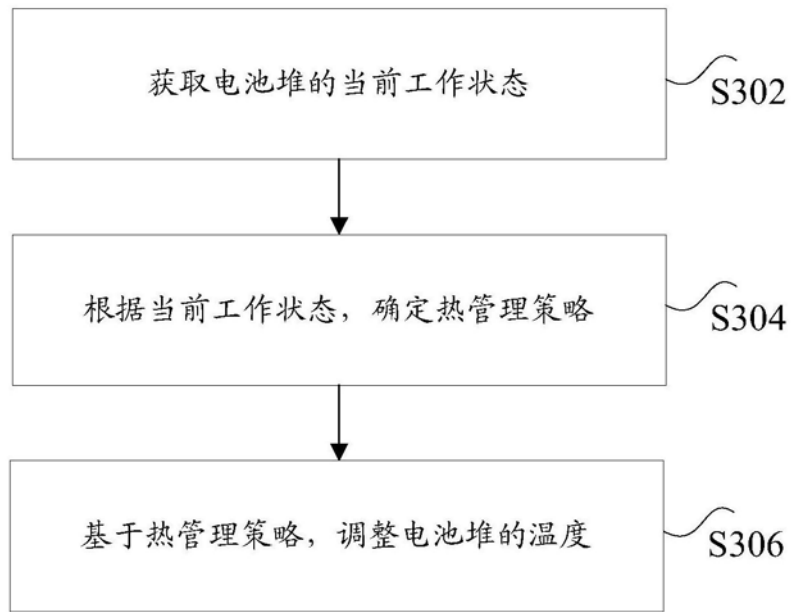 获取电池堆的当前工作状态
S302
根据当前工作状态，确定热管理策略
S304
基于热管理策略，调整电池堆的温度
S306